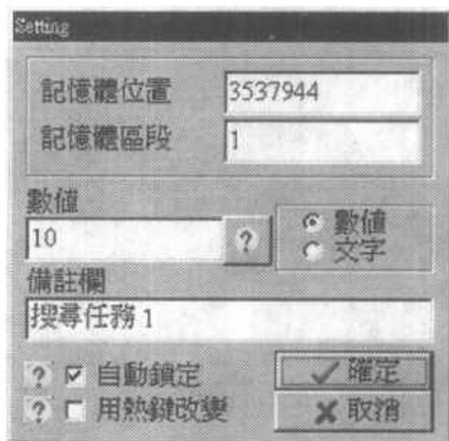 Setting
記憶體位置 3537944
記憶體區段 1
數值
10 ? 數值
文字
備註欄
搜尋任務 1
? 自動鎖定 確定
? 用熱鍵改變 取消